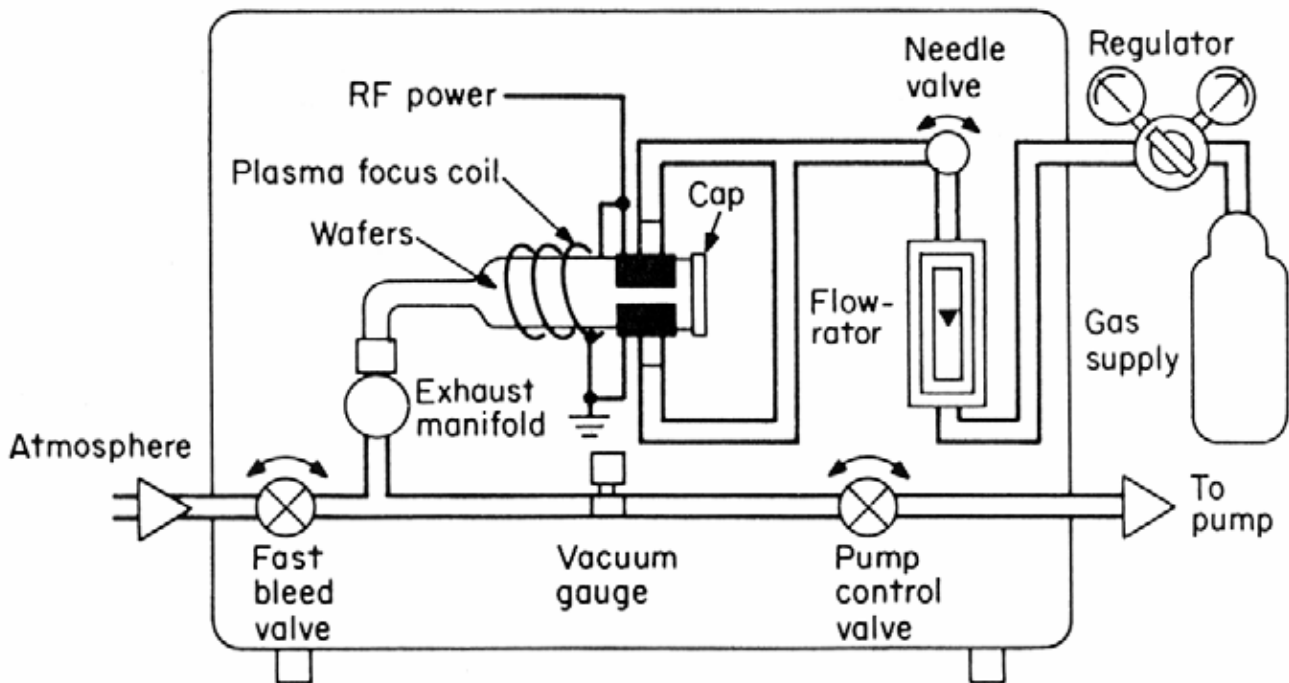 Needle
valve
Regulator
RF power
Plasma focus coil
Cap
Wafers
Flow-
rator
Gas
supply
Exhaust
manifold
Atmosphere
To
pump
Fast
bleed
valve
Vacuum
gauge
Pump
control
valve